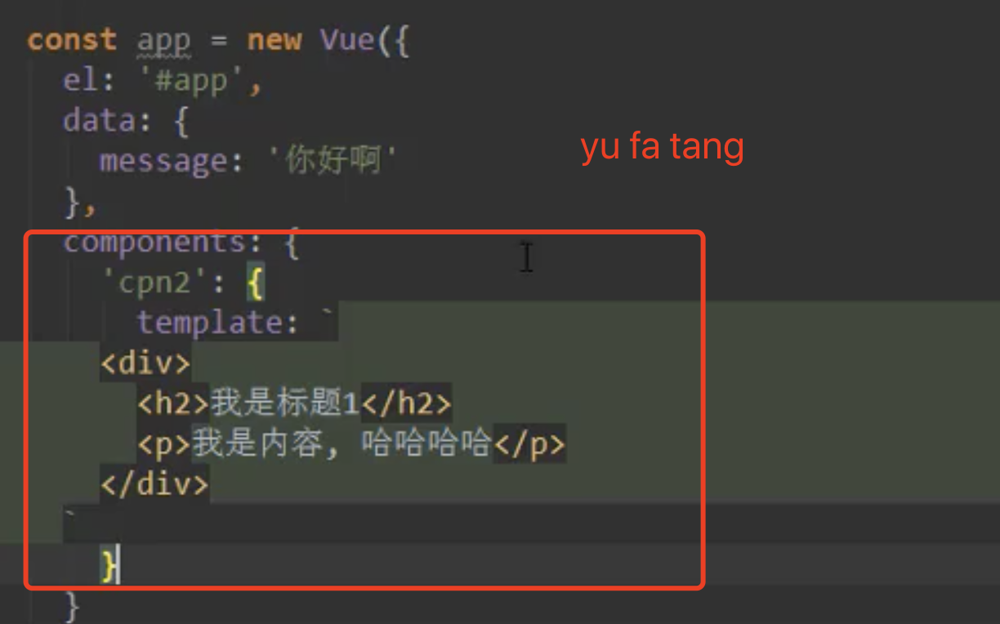 const app = new Vue({
el: '#app',
data: {
message: '你好啊'
yu fa tang
},
components: {
'cpn2': {
template: `
<div>
<h2>我是标题1</h2>
<p>我是内容, 哈哈哈哈</p>
</div>
`
}
}